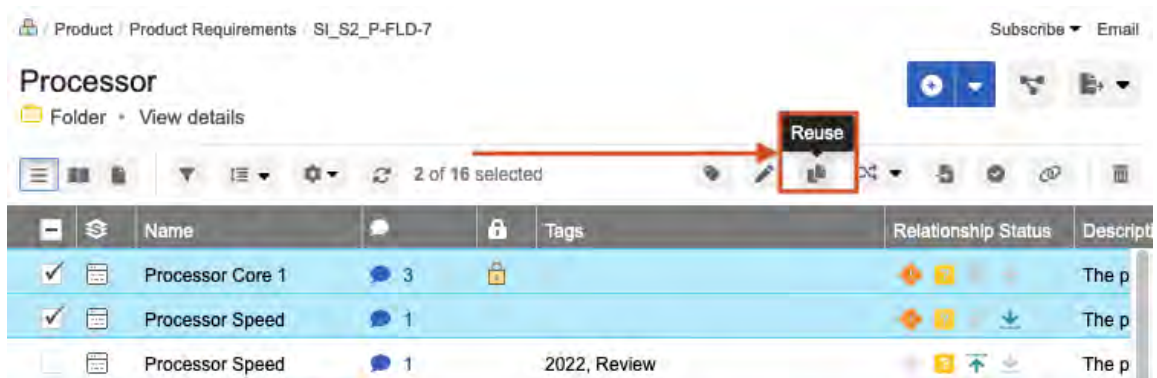 Product / Product Requirements / SI_S2_P-FLD-7
Subscribe Email
Processor
Folder • View details
Reuse
2 of 16 selected
Name Tags Relationship Status Descripti
Processor Core 1 3 The p
Processor Speed 1 The p
Processor Speed 1 2022, Review The p